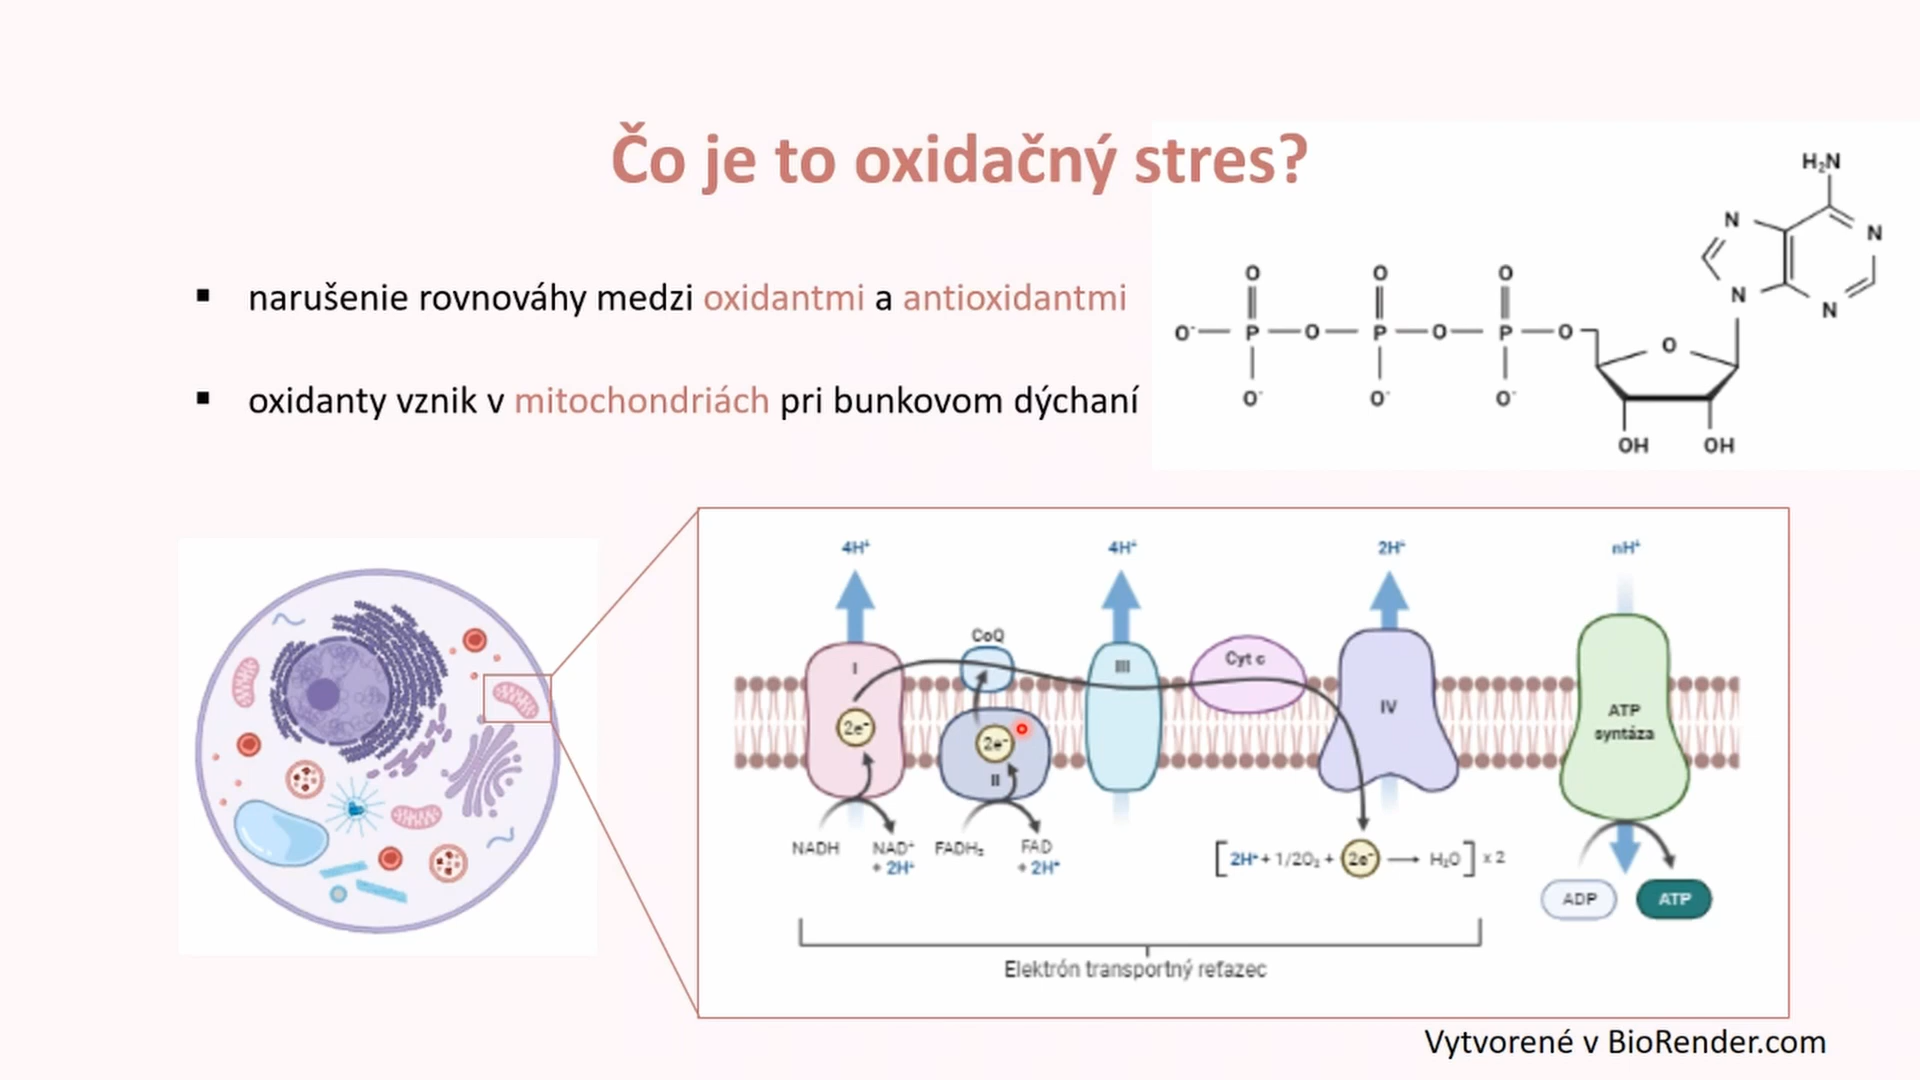 Čo je to oxidačný stres?
▪ narušenie rovnováhy medzi oxidantmi a antioxidantmi
▪ oxidanty vznik v mitochondriách pri bunkovom dýchaní
H₂N
N
N
N
N
O O O
O⁻ P O P O P O
O
O⁻ O⁻ O⁻
OH OH
4H⁺ 4H⁺ 2H⁺ nH⁺
CoQ
I
III
Cyt c
IV
ATP
syntáza
2e⁻
2e⁻
II
NADH
NAD⁺
+ 2H⁺
FADH₂
FAD
+ 2H⁺
[2H⁺ + 1/2O₂ + 2e⁻ → H₂O] x 2
ADP
ATP
Elektrón transportný reťazec
Vytvorené v BioRender.com